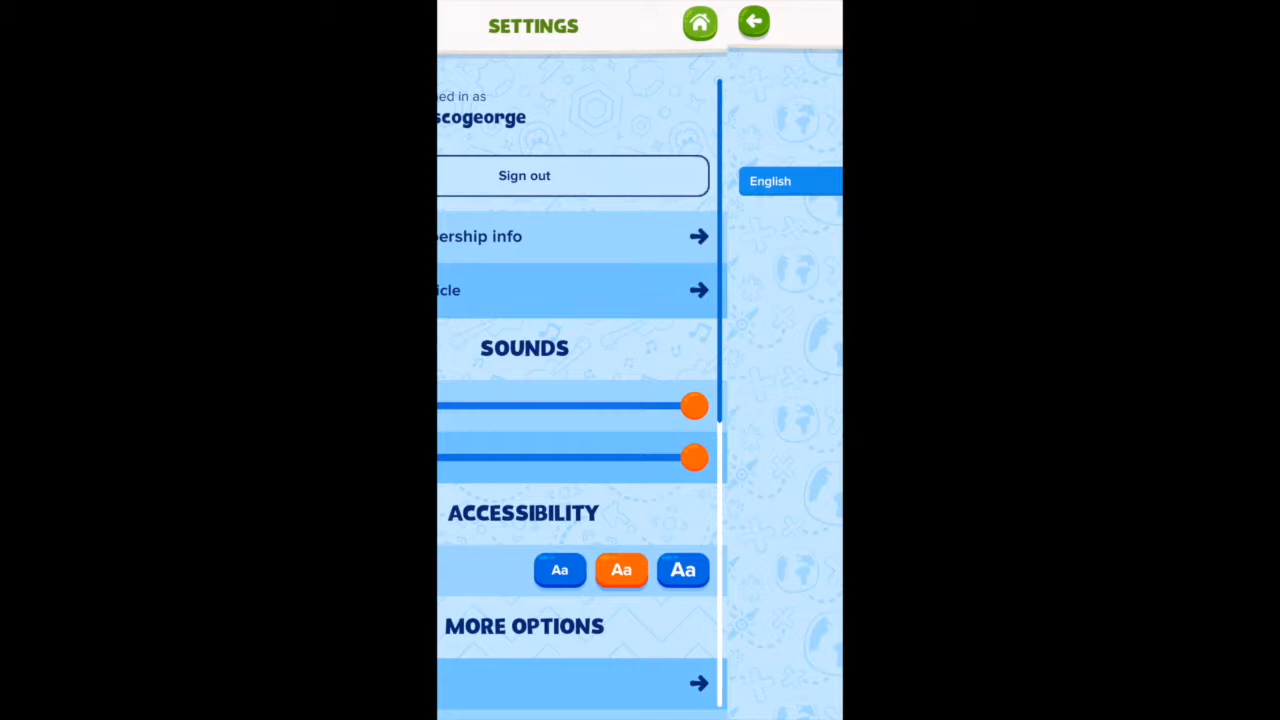 SETTINGS
ed in as
scogeorge
Sign out
ership info
icle
English
SOUNDS
ACCESSIBILITY
Aa Aa Aa
MORE OPTIONS